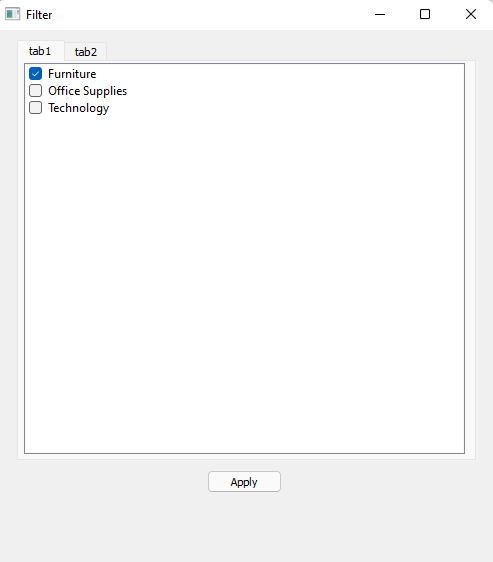 Filter
tab1 tab2
Furniture
Office Supplies
Technology
Apply